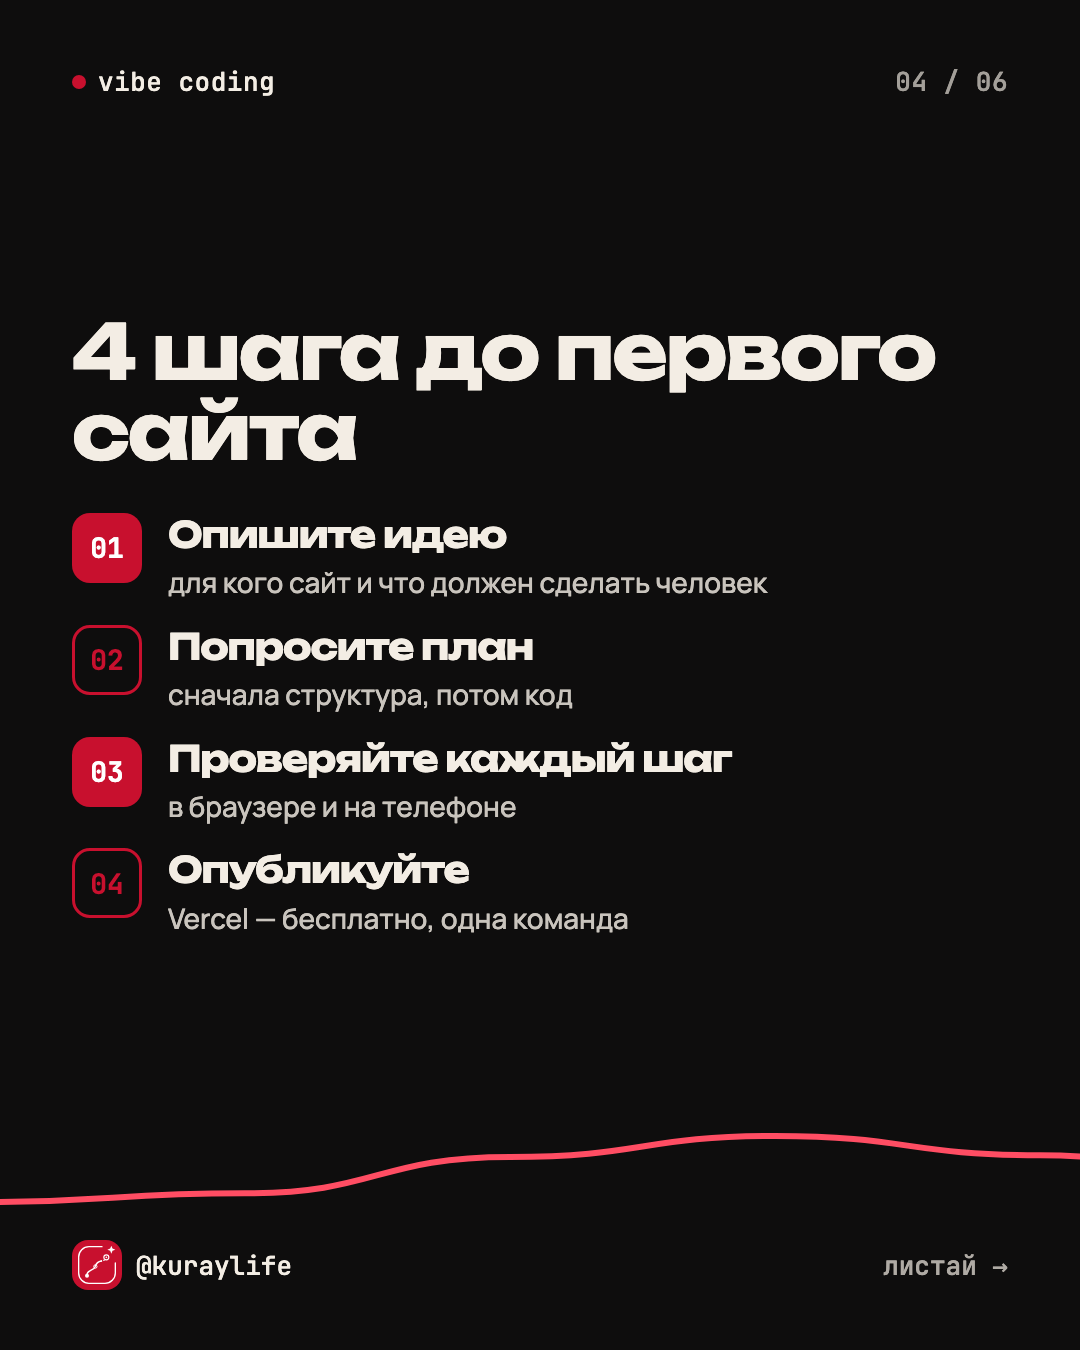 vibe coding
04 / 06
4 шага до первого
сайта
01
Опишите идею
для кого сайт и что должен сделать человек
02
Попросите план
сначала структура, потом код
03
Проверяйте каждый шаг
в браузере и на телефоне
04
Опубликуйте
Vercel — бесплатно, одна команда
@kuraylife
листай →